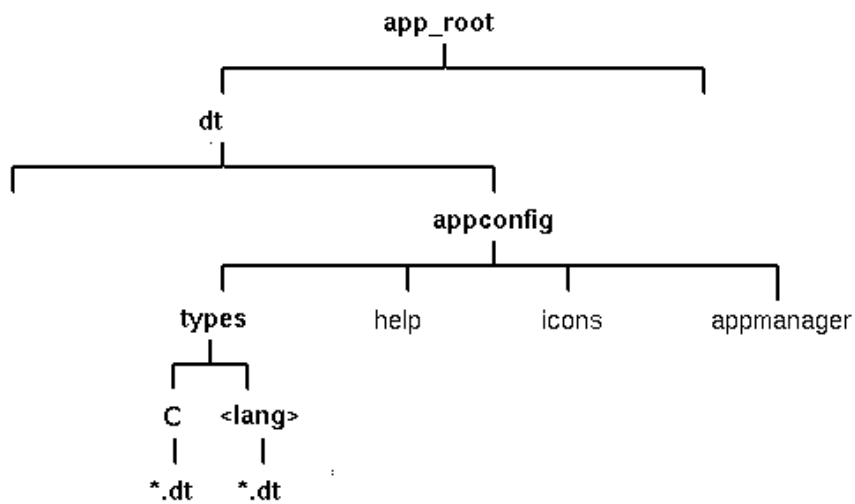 app_root
dt
appconfig
types help icons appmanager
C <lang>
*.dt *.dt